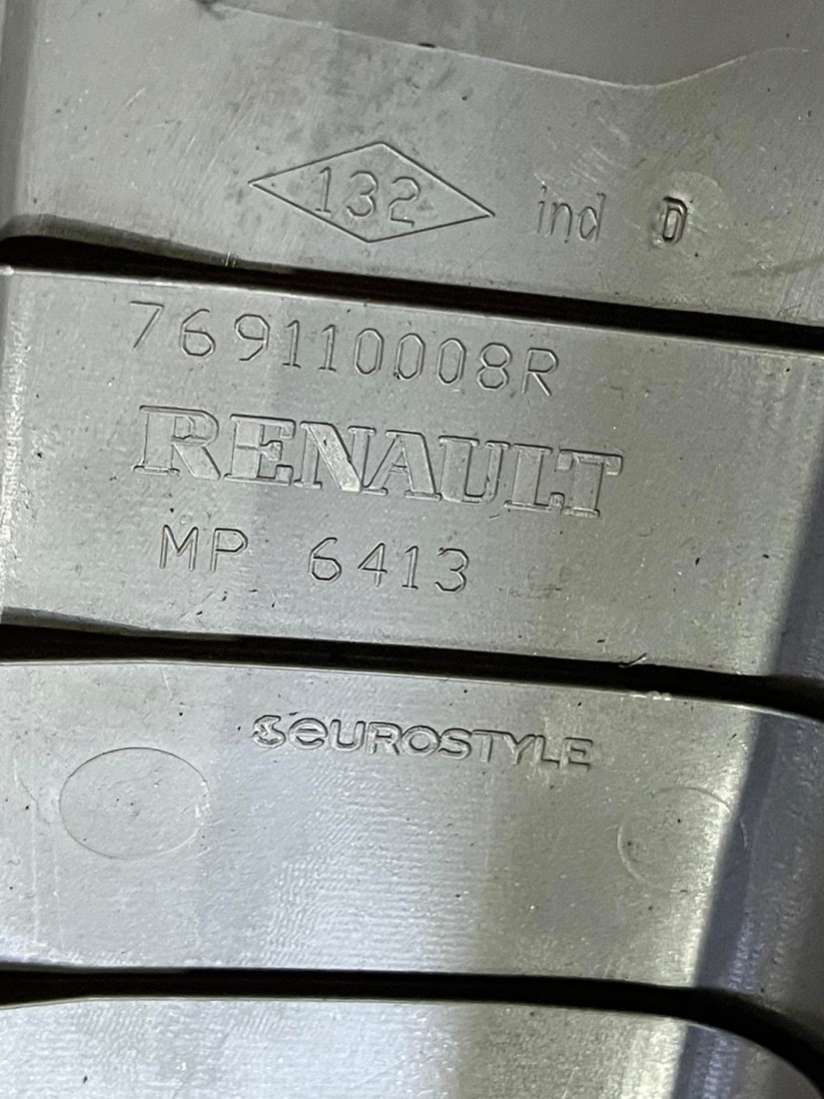 132 ind D
769110008R
RENAULT
MP 6413
eUROSTYLE